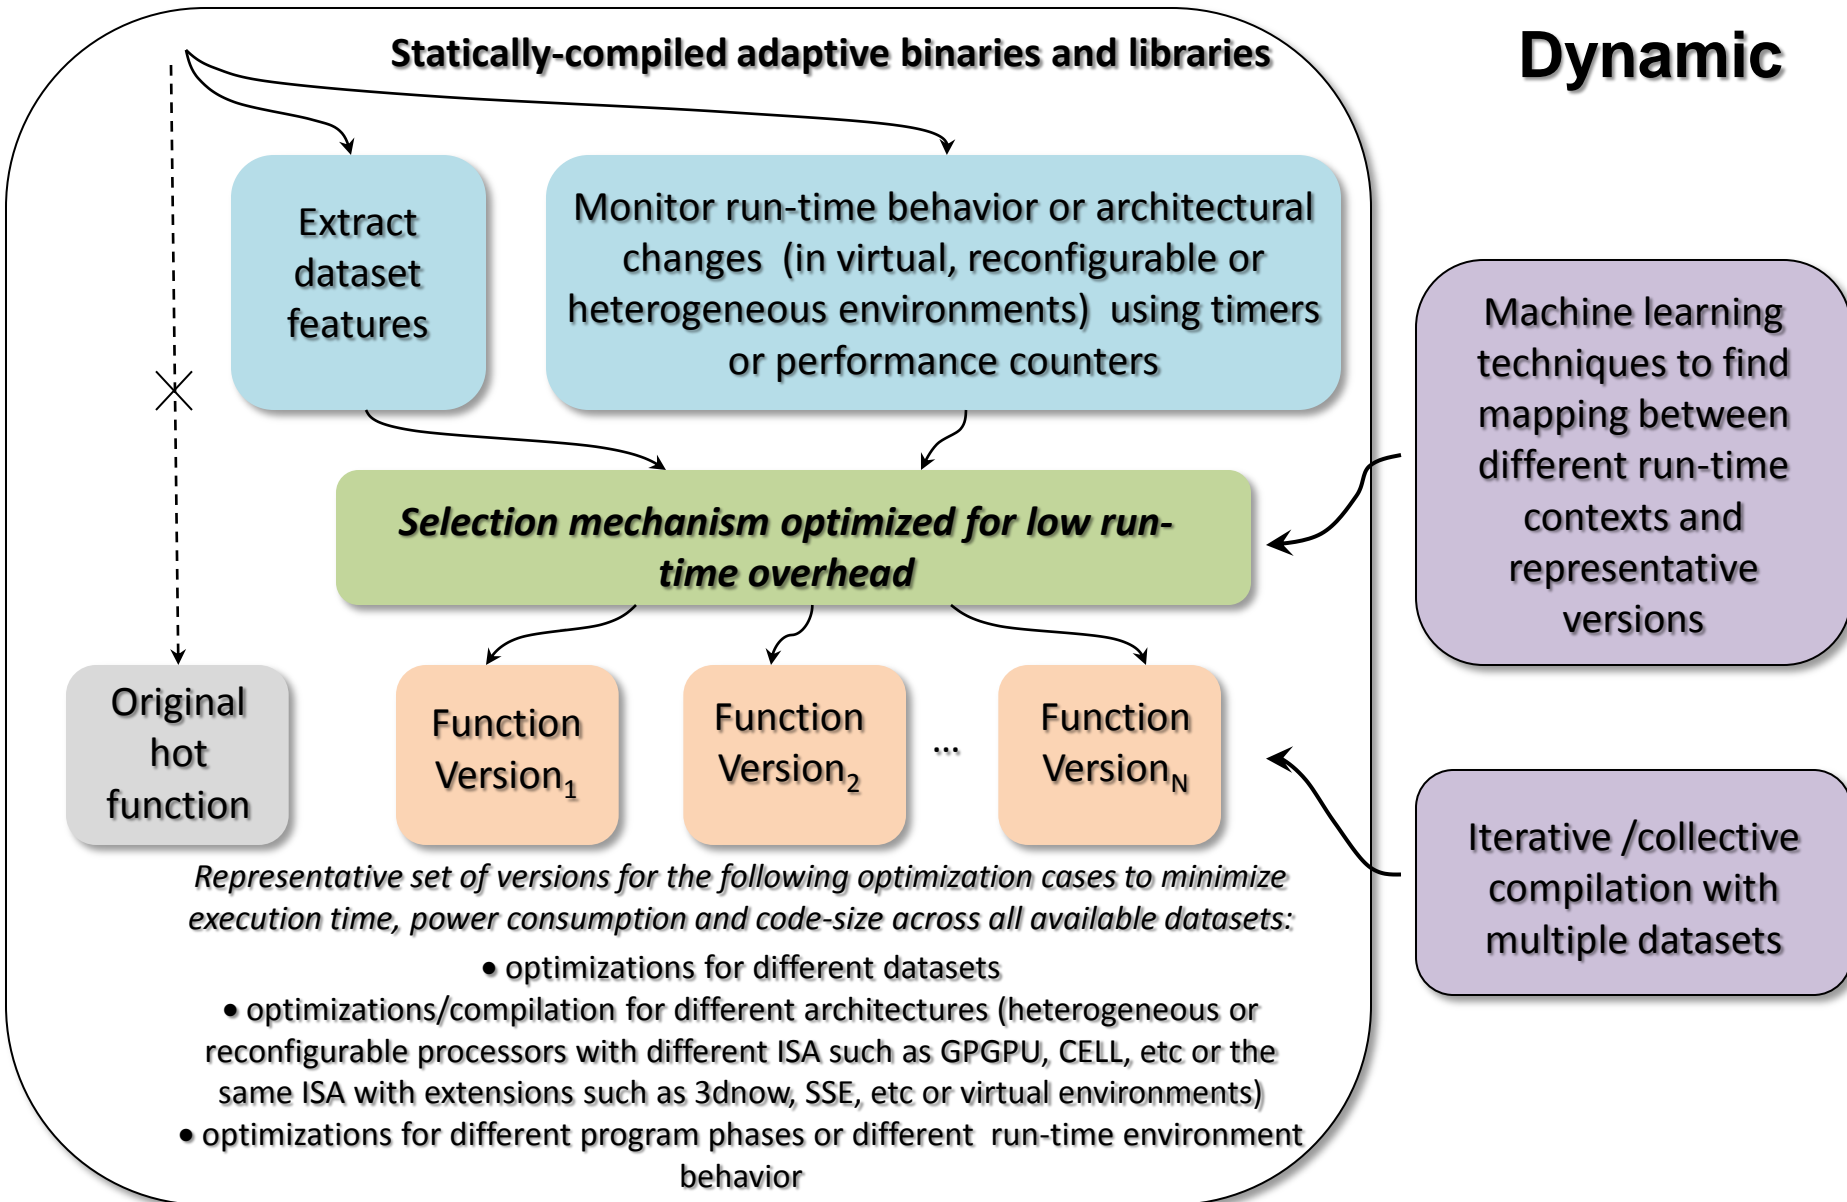 Statically-compiled adaptive binaries and libraries
Dynamic
Extract
dataset
features
Monitor run-time behavior or architectural
changes (in virtual, reconfigurable or
heterogeneous environments) using timers
or performance counters
Machine learning
techniques to find
mapping between
different run-time
contexts and
representative
versions
Selection mechanism optimized for low run-
time overhead
Original
hot
function
Function
Version1
Function
Version2
...
Function
VersionN
Iterative /collective
compilation with
multiple datasets
Representative set of versions for the following optimization cases to minimize
execution time, power consumption and code-size across all available datasets:
• optimizations for different datasets
• optimizations/compilation for different architectures (heterogeneous or
reconfigurable processors with different ISA such as GPGPU, CELL, etc or the
same ISA with extensions such as 3dnow, SSE, etc or virtual environments)
• optimizations for different program phases or different run-time environment
behavior